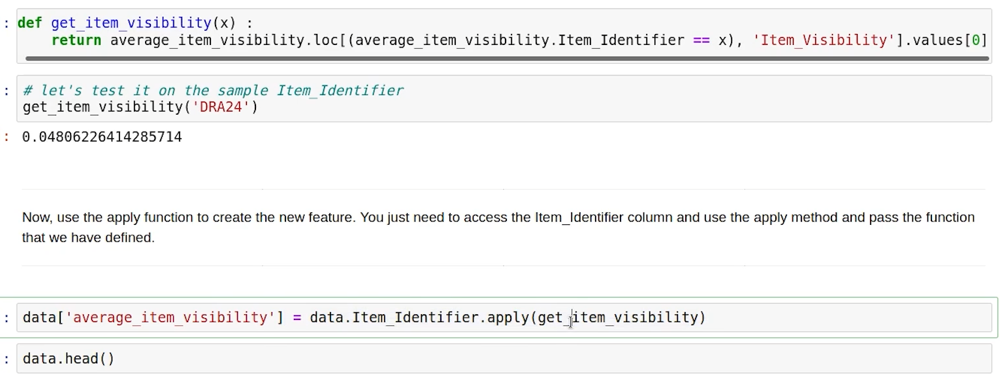 : def get_item_visibility(x) :
return average_item_visibility.loc[(average_item_visibility.Item_Identifier == x), 'Item_Visibility'].values[0]
: # let's test it on the sample Item_Identifier
get_item_visibility('DRA24')
: 0.04806226414285714
Now, use the apply function to create the new feature. You just need to access the Item_Identifier column and use the apply method and pass the function
that we have defined.
: data['average_item_visibility'] = data.Item_Identifier.apply(get_item_visibility)
: data.head()